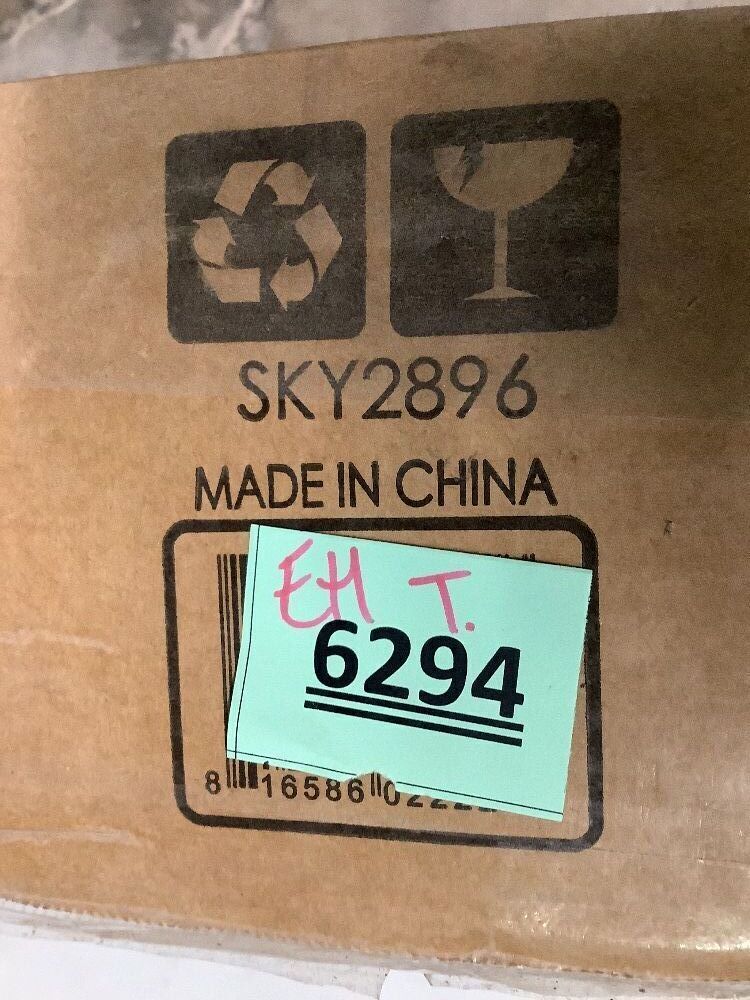 SKY2896
MADE IN CHINA
EH T.
6294
8 16586